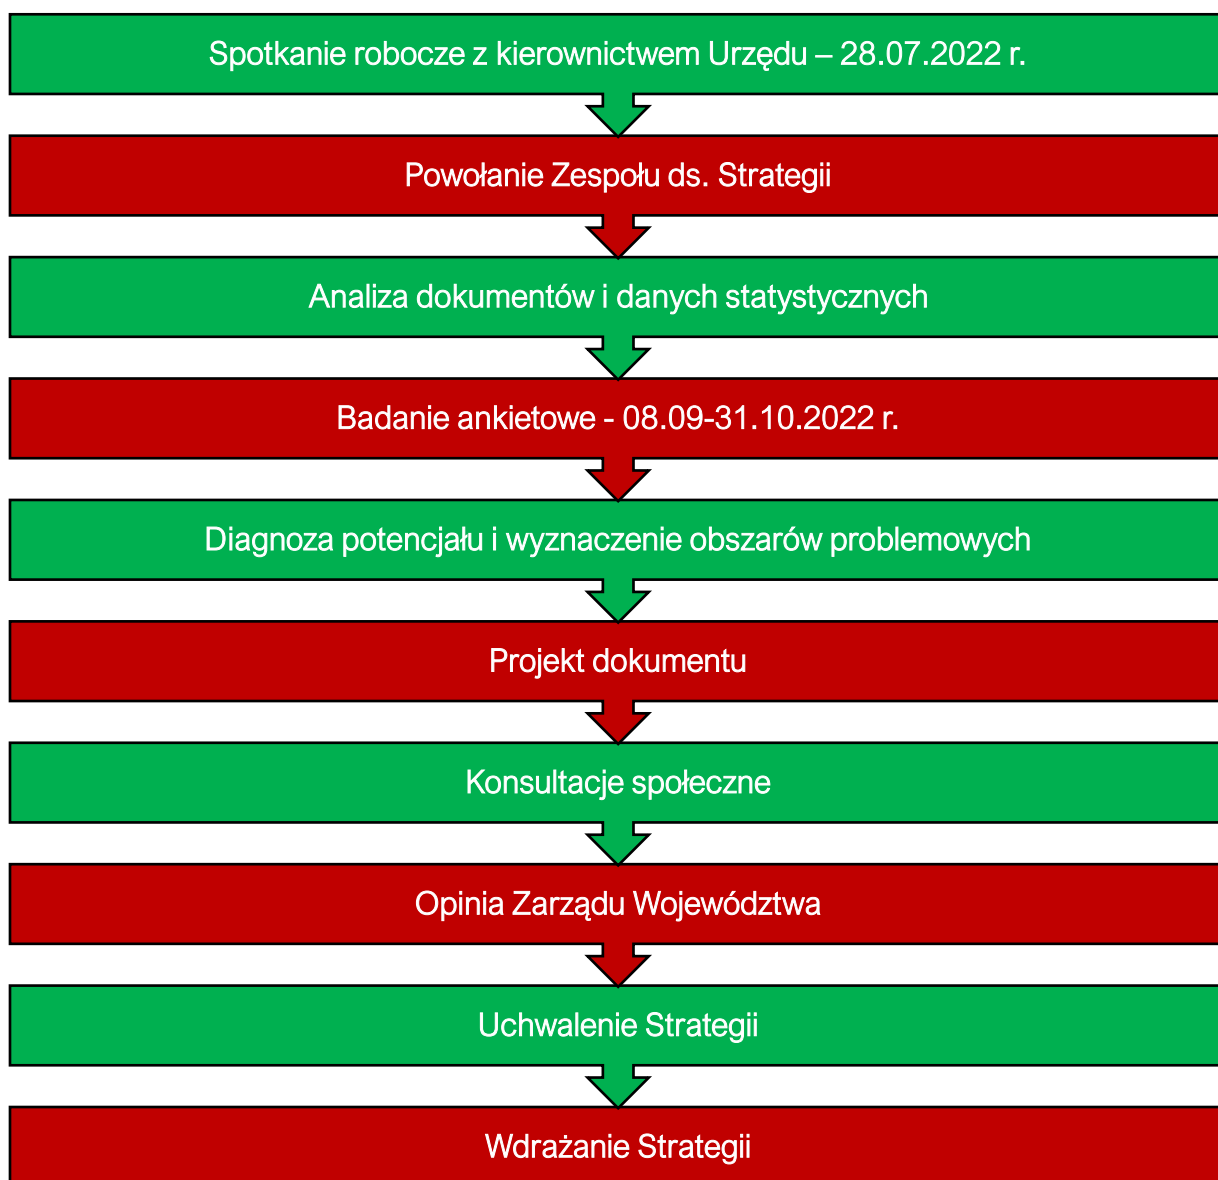 Spotkanie robocze z kierownictwem Urzędu – 28.07.2022 r.
Powołanie Zespołu ds. Strategii
Analiza dokumentów i danych statystycznych
Badanie ankietowe - 08.09-31.10.2022 r.
Diagnoza potencjału i wyznaczenie obszarów problemowych
Projekt dokumentu
Konsultacje społeczne
Opinia Zarządu Województwa
Uchwalenie Strategii
Wdrażanie Strategii